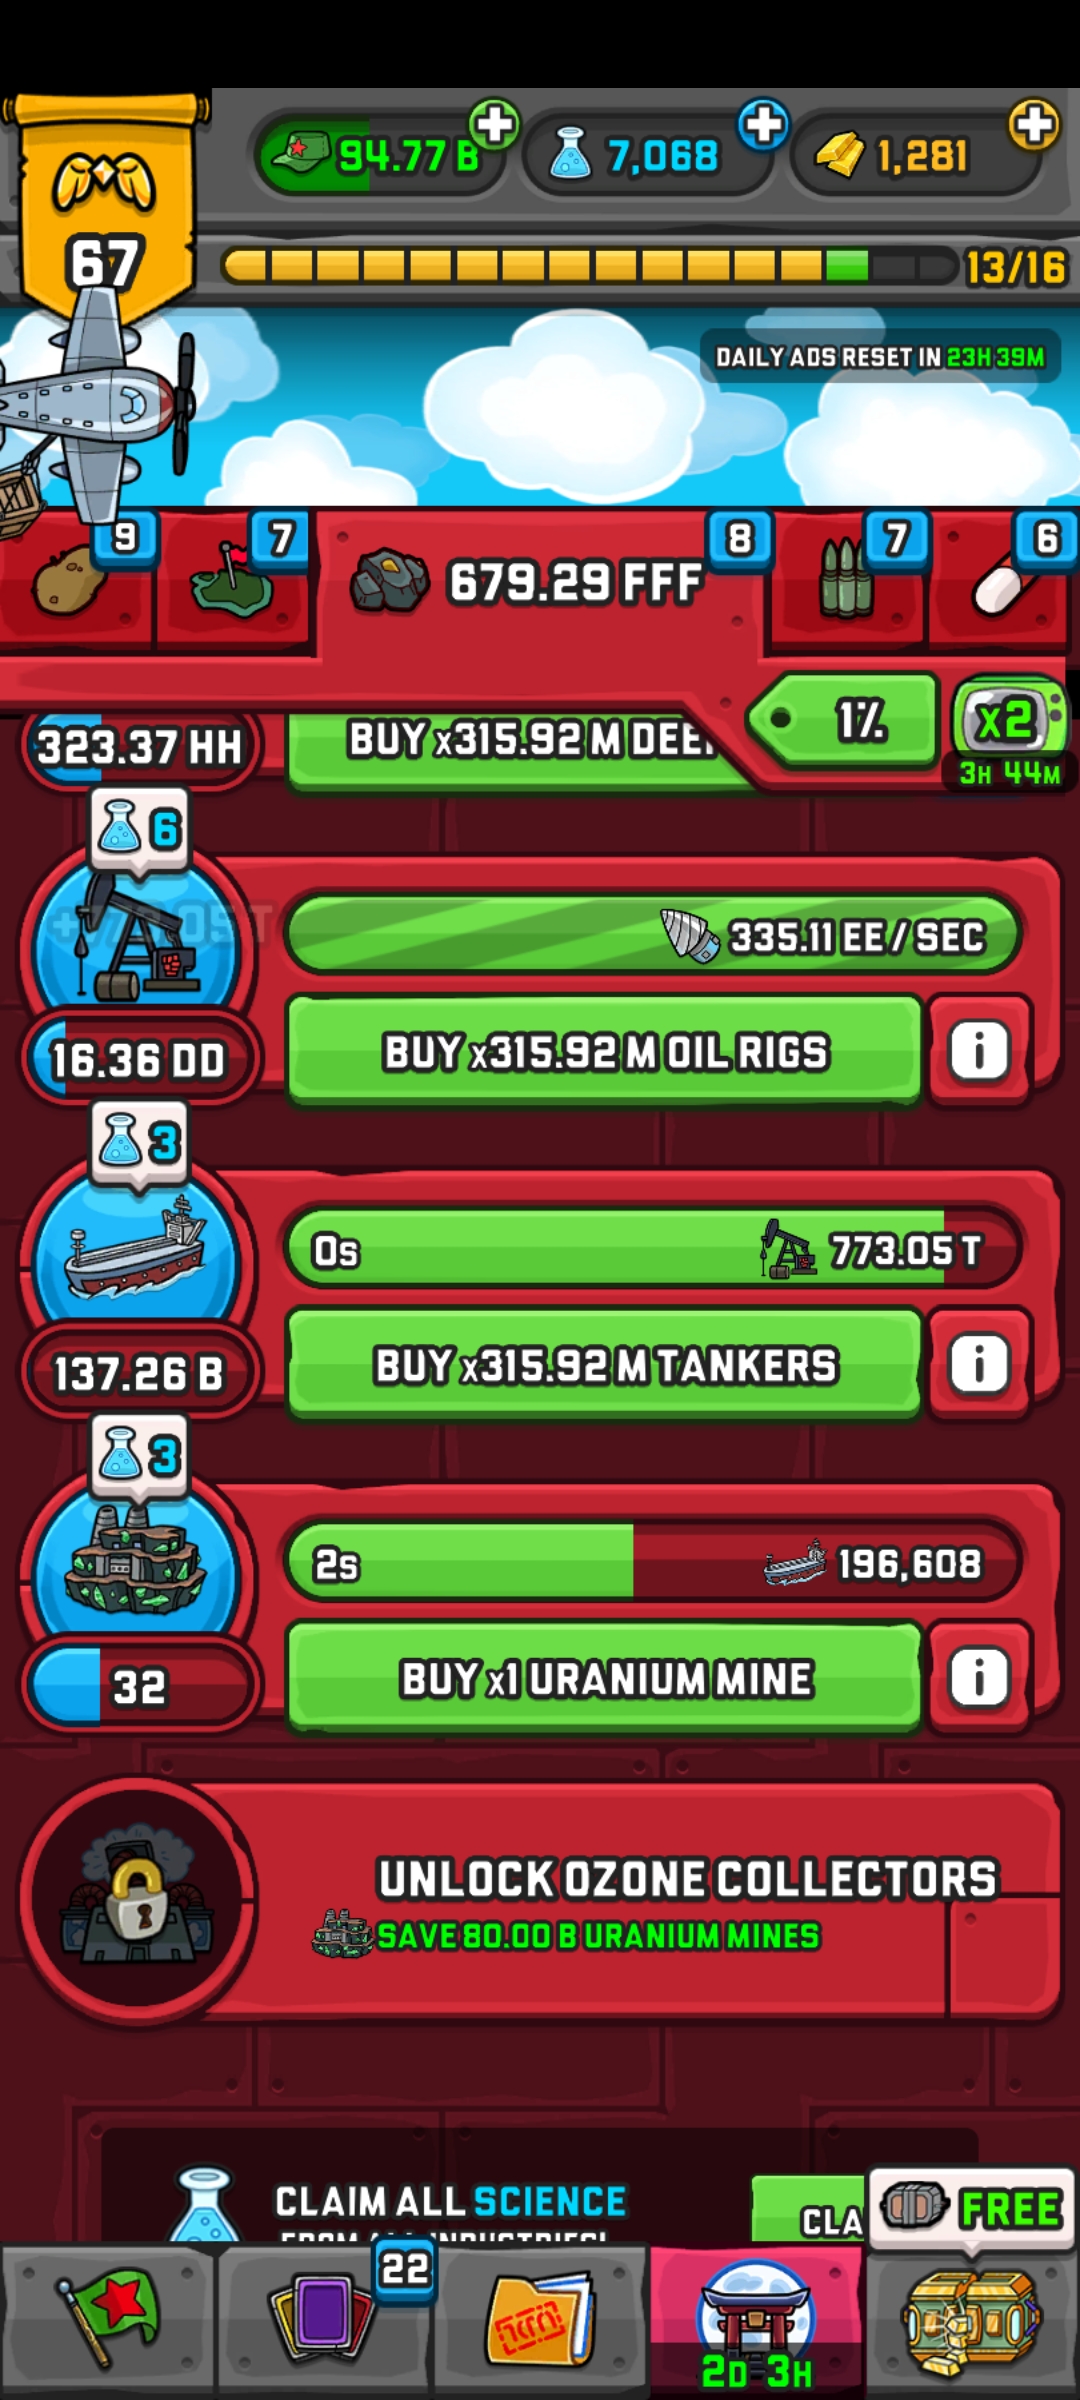 94.77 B
7,068
1,281
67
13/16
DAILY ADS RESET IN 23H 39M
9
7
679.29 FFF
8
7
6
1%
x2
3H 44M
323.37 HH
BUY x315.92 M
6
335.11 EE / SEC
16.36 DD
BUY x315.92 M OIL RIGS
i
3
0s
773.05 T
137.26 B
BUY x315.92 M TANKERS
i
3
2s
196,608
32
BUY x1 URANIUM MINE
i
UNLOCK OZONE COLLECTORS
SAVE 80.00 B URANIUM MINES
CLAIM ALL SCIENCE
FROM ALL INDUSTRIES!
CLA
FREE
22
2D 3H